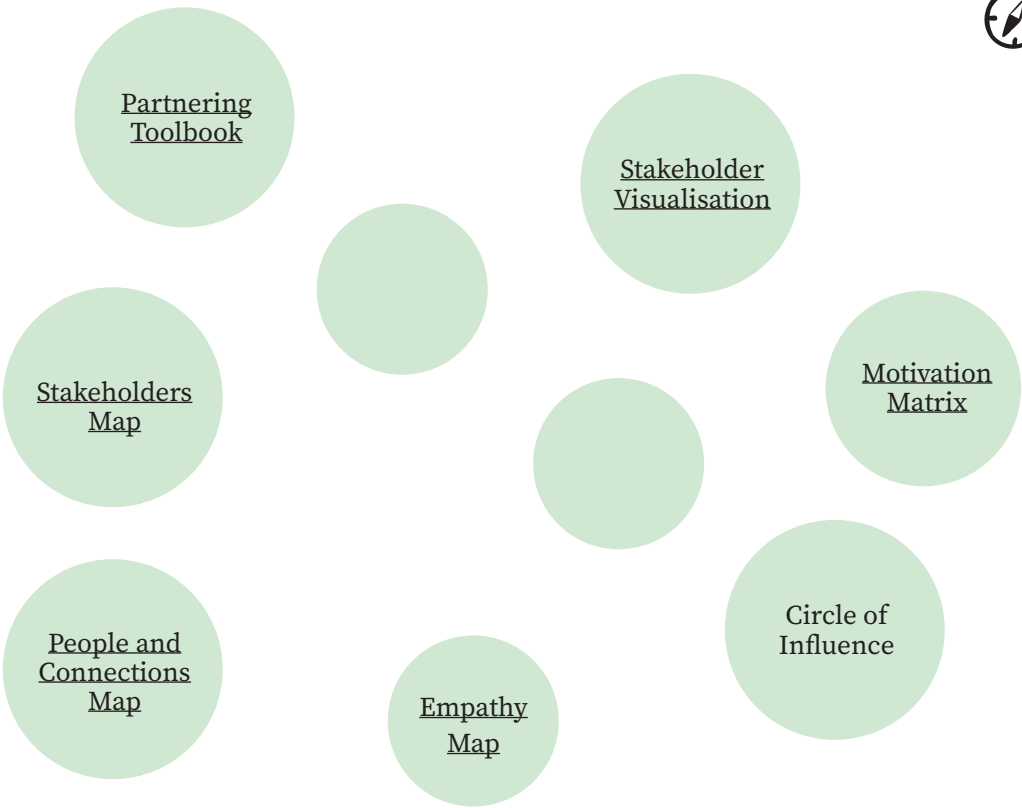 Partnering
Toolbook
Stakeholder
Visualisation
Stakeholders
Map
Motivation
Matrix
Circle of
Influence
People and
Connections
Map
Empathy
Map